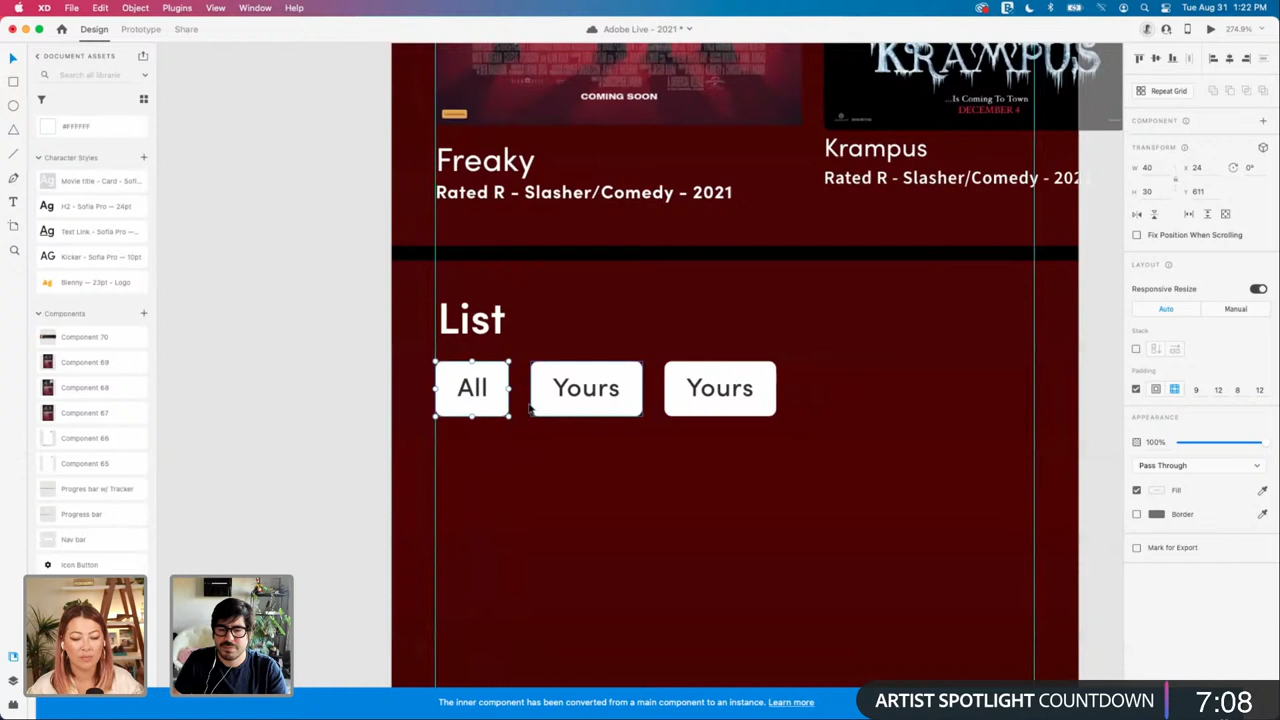 XD File Edit Object Plugins View Window Help
Tue Aug 31 1:22 PM
Design Prototype Share
Adobe Live - 2021 *
274.9%
DOCUMENT ASSETS
Search all librarie
#FFFFFF
Character Styles
Movie title - Card - Sofi...
Ag H2 - Sofia Pro — 24pt
Ag Text Link - Sofia Pro —...
AG Kicker - Sofia Pro — 10pt
Ag Blenny — 23pt - Logo
Components
Component 70
Component 69
Component 68
Component 67
Component 66
Component 65
Progres bar w/ Tracker
Progress bar
Nav bar
Icon Button
COMING SOON
Freaky
Rated R - Slasher/Comedy - 2021
KRAMPUS
...Is Coming To Town
DECEMBER 4
Krampus
Rated R - Slasher/Comedy - 202
List
All Yours Yours
Repeat Grid
COMPONENT
TRANSFORM
W 40 X 24 0°
H 30 Y 611
Fix Position When Scrolling
LAYOUT
Responsive Resize
Auto Manual
Stack
Padding
9 12 8 12
APPEARANCE
100%
Pass Through
Fill
Border
Mark for Export
The inner component has been converted from a main component to an instance. Learn more
ARTIST SPOTLIGHT COUNTDOWN 7:08